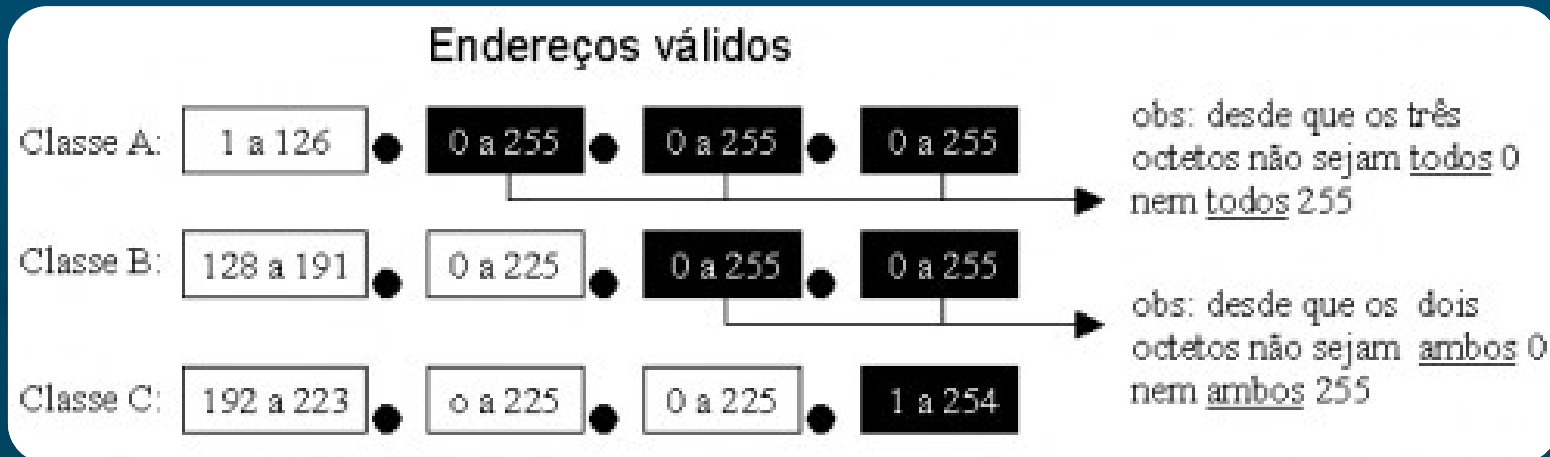 Endereços válidos
Classe A: 1 a 126 0 a 255 0 a 255 0 a 255
obs: desde que os três
octetos não sejam todos 0
nem todos 255
Classe B: 128 a 191 0 a 225 0 a 255 0 a 255
obs: desde que os dois
octetos não sejam ambos 0
nem ambos 255
Classe C: 192 a 223 o a 225 0 a 225 1 a 254